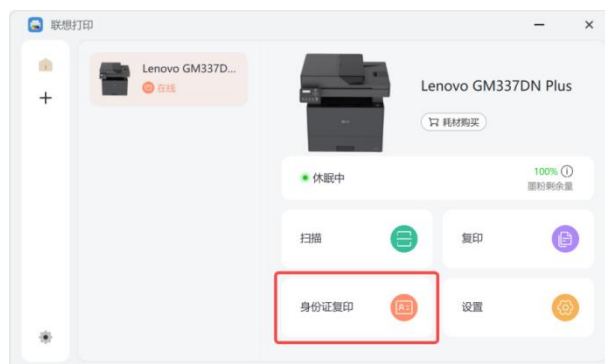 联想打印
Lenovo GM337D...
在线
Lenovo GM337DN Plus
耗材购买
休眠中
100%
墨粉剩余量
扫描
复印
身份证复印
设置